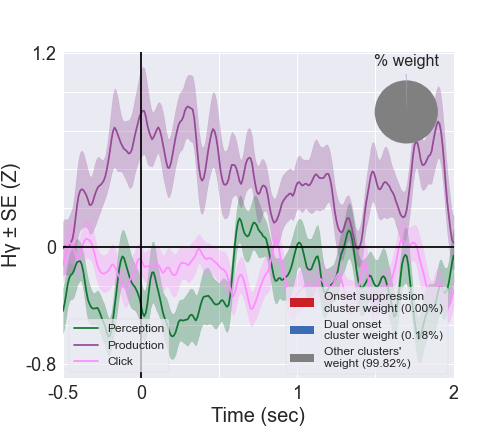 % weight
1.2
0
-0.8
Hγ ± SE (Z)
Perception
Production
Click
Onset suppression
cluster weight (0.00%)
Dual onset
cluster weight (0.18%)
Other clusters'
weight (99.82%)
-0.5
0
1
2
Time (sec)